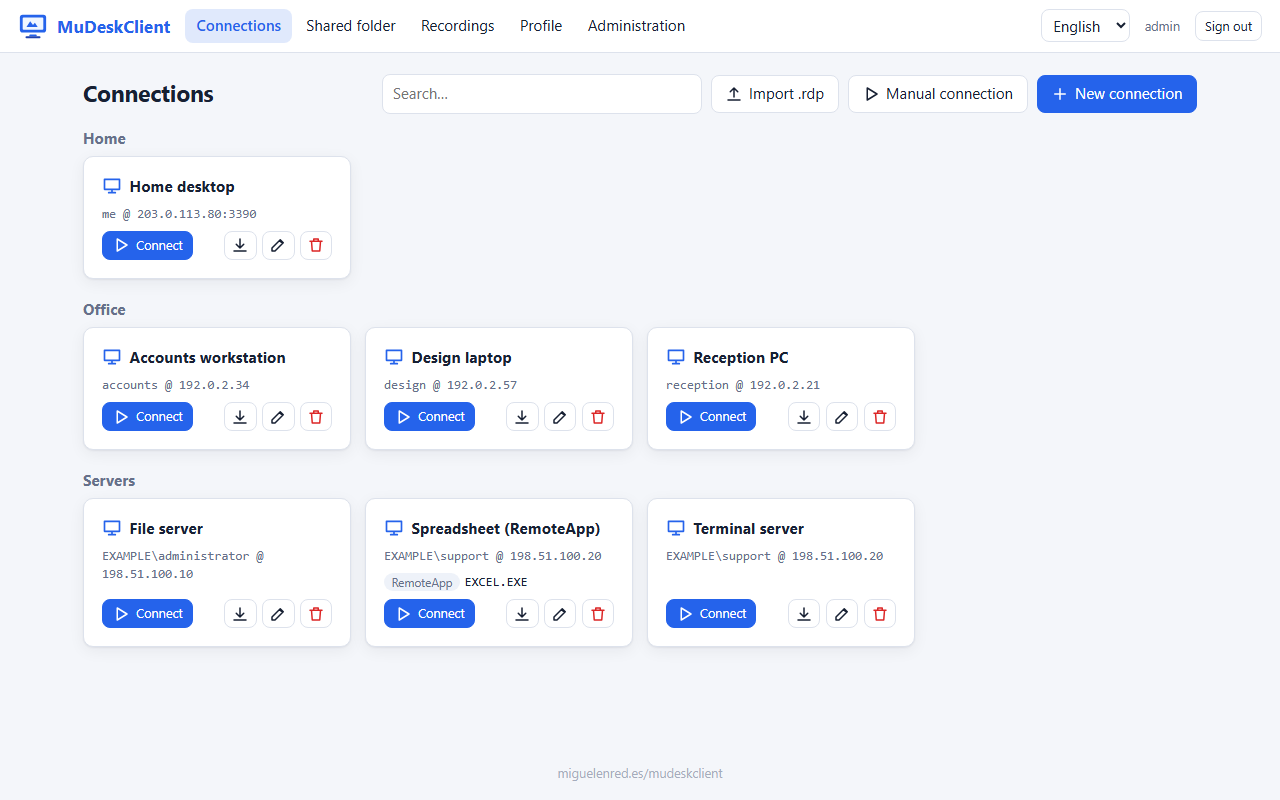 MuDeskClient Connections Shared folder Recordings Profile Administration English admin Sign out
Connections Search... Import .rdp Manual connection New connection
Home
Home desktop
me @ 203.0.113.80:3390
Connect
Office
Accounts workstation Design laptop Reception PC
accounts @ 192.0.2.34 design @ 192.0.2.57 reception @ 192.0.2.21
Connect Connect Connect
Servers
File server Spreadsheet (RemoteApp) Terminal server
EXAMPLE\administrator @ EXAMPLE\support @ 198.51.100.20 EXAMPLE\support @ 198.51.100.20
198.51.100.10
RemoteApp EXCEL.EXE
Connect Connect Connect
miguelenred.es/mudeskclient